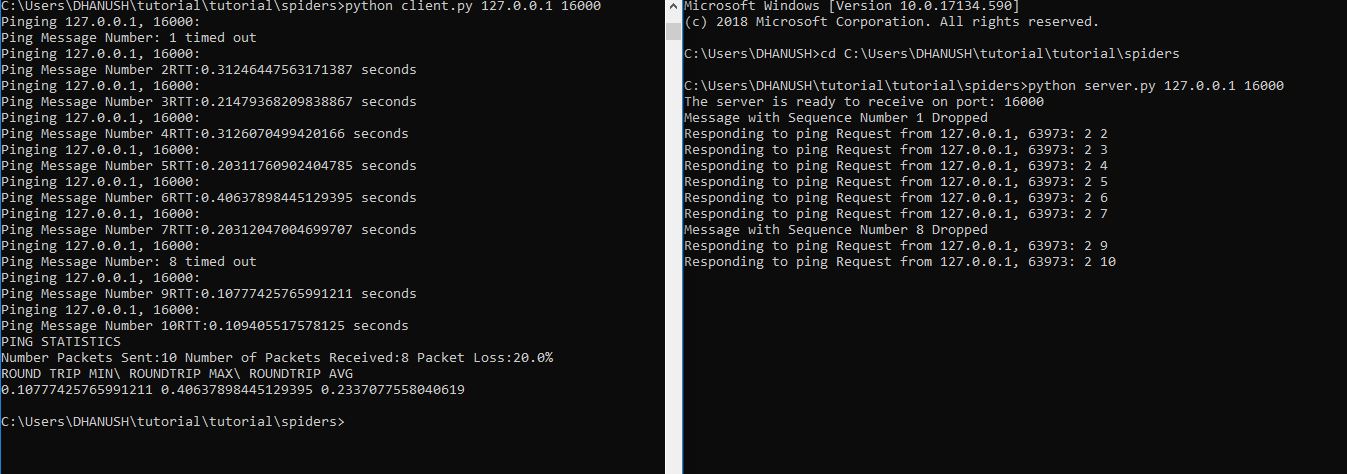 C:\Users\DHANUSH\tutorial\tutorial\spiders>python client.py 127.0.0.1 16000
Pinging 127.0.0.1, 16000:
Ping Message Number: 1 timed out
Pinging 127.0.0.1, 16000:
Ping Message Number 2RTT:0.31246447563171387 seconds
Pinging 127.0.0.1, 16000:
Ping Message Number 3RTT:0.21479368209838867 seconds
Pinging 127.0.0.1, 16000:
Ping Message Number 4RTT:0.3126070499420166 seconds
Pinging 127.0.0.1, 16000:
Ping Message Number 5RTT:0.20311760902404785 seconds
Pinging 127.0.0.1, 16000:
Ping Message Number 6RTT:0.40637898445129395 seconds
Pinging 127.0.0.1, 16000:
Ping Message Number 7RTT:0.20312047004699707 seconds
Pinging 127.0.0.1, 16000:
Ping Message Number: 8 timed out
Pinging 127.0.0.1, 16000:
Ping Message Number 9RTT:0.10777425765991211 seconds
Pinging 127.0.0.1, 16000:
Ping Message Number 10RTT:0.109405517578125 seconds
PING STATISTICS
Number Packets Sent:10 Number of Packets Received:8 Packet Loss:20.0%
ROUND TRIP MIN\ ROUNDTRIP MAX\ ROUNDTRIP AVG
0.10777425765991211 0.40637898445129395 0.2337077558040619
C:\Users\DHANUSH\tutorial\tutorial\spiders>
Microsoft Windows [Version 10.0.17134.590]
(c) 2018 Microsoft Corporation. All rights reserved.
C:\Users\DHANUSH>cd C:\Users\DHANUSH\tutorial\tutorial\spiders
C:\Users\DHANUSH\tutorial\tutorial\spiders>python server.py 127.0.0.1 16000
The server is ready to receive on port: 16000
Message with Sequence Number 1 Dropped
Responding to ping Request from 127.0.0.1, 63973: 2 2
Responding to ping Request from 127.0.0.1, 63973: 2 3
Responding to ping Request from 127.0.0.1, 63973: 2 4
Responding to ping Request from 127.0.0.1, 63973: 2 5
Responding to ping Request from 127.0.0.1, 63973: 2 6
Responding to ping Request from 127.0.0.1, 63973: 2 7
Message with Sequence Number 8 Dropped
Responding to ping Request from 127.0.0.1, 63973: 2 9
Responding to ping Request from 127.0.0.1, 63973: 2 10